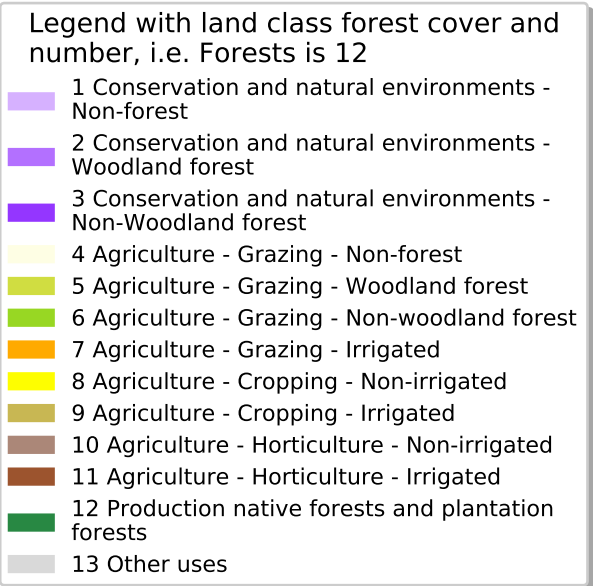 Legend with land class forest cover and
number, i.e. Forests is 12
1 Conservation and natural environments -
Non-forest
2 Conservation and natural environments -
Woodland forest
3 Conservation and natural environments -
Non-Woodland forest
4 Agriculture - Grazing - Non-forest
5 Agriculture - Grazing - Woodland forest
6 Agriculture - Grazing - Non-woodland forest
7 Agriculture - Grazing - Irrigated
8 Agriculture - Cropping - Non-irrigated
9 Agriculture - Cropping - Irrigated
10 Agriculture - Horticulture - Non-irrigated
11 Agriculture - Horticulture - Irrigated
12 Production native forests and plantation
forests
13 Other uses